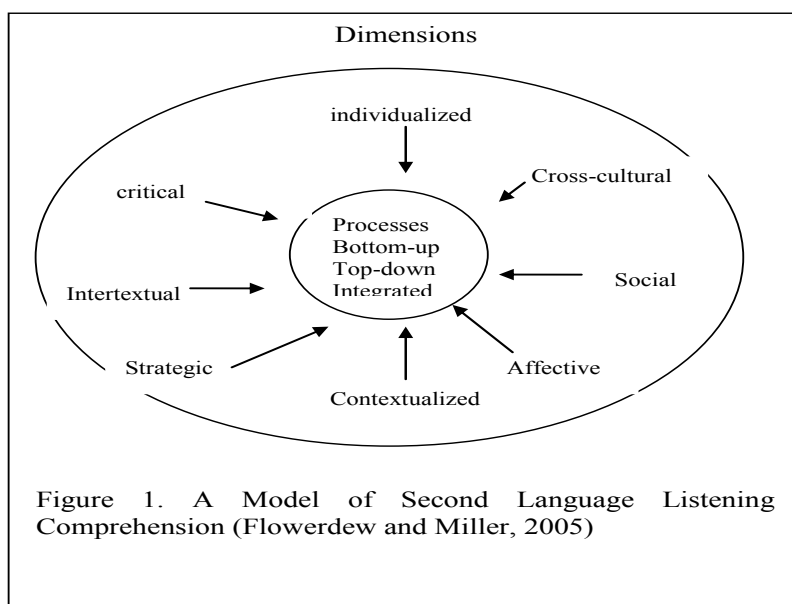 Dimensions
individualized
Cross-cultural
critical
Processes
Bottom-up
Top-down
Integrated
Intertextual
Social
Strategic
Affective
Contextualized
Figure 1. A Model of Second Language Listening
Comprehension (Flowerdew and Miller, 2005)